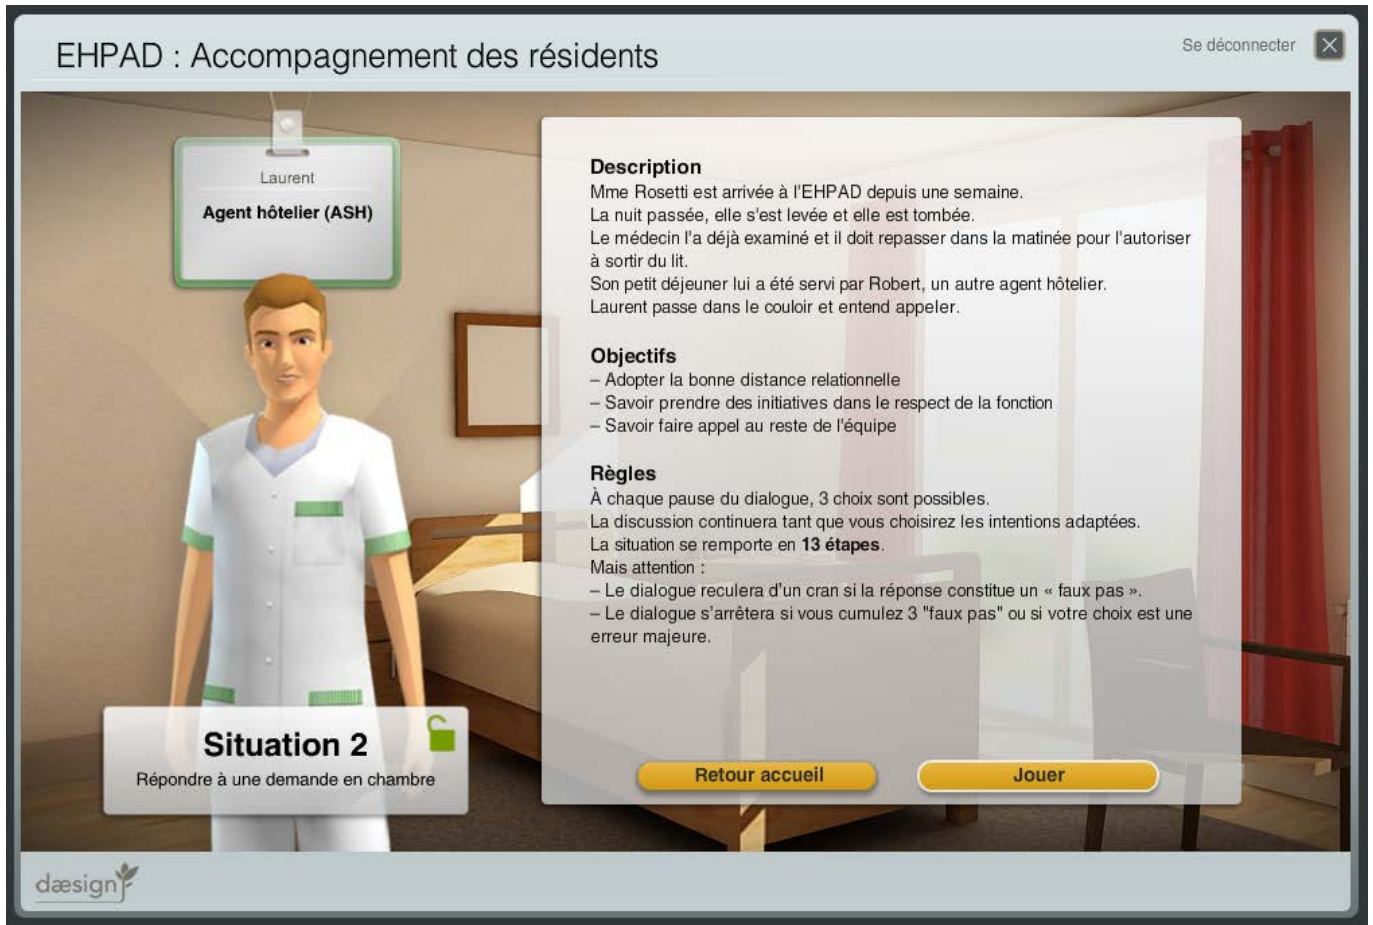 EHPAD : Accompagnement des résidents
Se déconnecter
Laurent
Agent hôtelier (ASH)
Description
Mme Rosetti est arrivée à l'EHPAD depuis une semaine.
La nuit passée, elle s'est levée et elle est tombée.
Le médecin l'a déjà examiné et il doit repasser dans la matinée pour l'autoriser
à sortir du lit.
Son petit déjeuner lui a été servi par Robert, un autre agent hôtelier.
Laurent passe dans le couloir et entend appeler.
Objectifs
– Adopter la bonne distance relationnelle
– Savoir prendre des initiatives dans le respect de la fonction
– Savoir faire appel au reste de l'équipe
Règles
À chaque pause du dialogue, 3 choix sont possibles.
La discussion continuera tant que vous choisirez les intentions adaptées.
La situation se remporte en 13 étapes.
Mais attention :
– Le dialogue reculera d'un cran si la réponse constitue un « faux pas ».
– Le dialogue s'arrêtera si vous cumulez 3 "faux pas" ou si votre choix est une
erreur majeure.
Situation 2
Répondre à une demande en chambre
Retour accueil
Jouer
dæsign